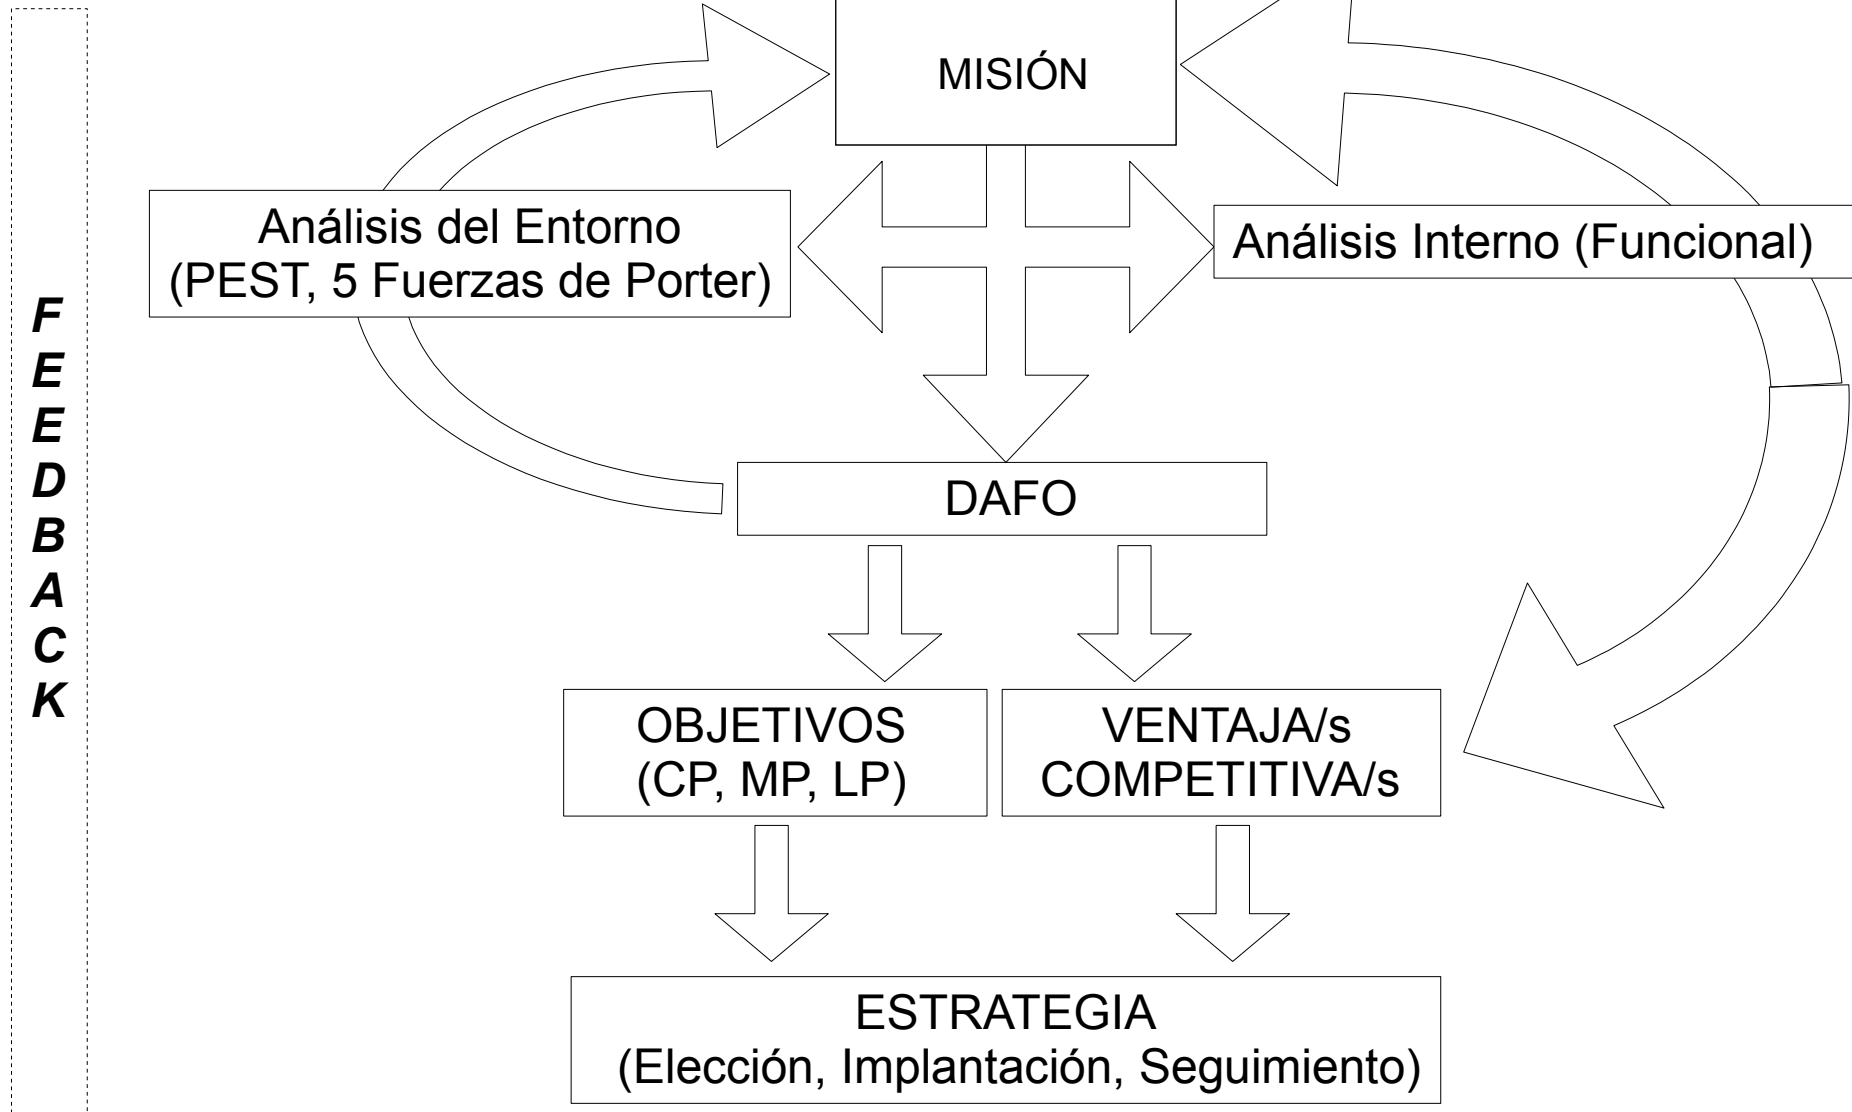 MISIÓN
Análisis del Entorno
(PEST, 5 Fuerzas de Porter)
Análisis Interno (Funcional)
F
E
E
D
B
A
C
K
DAFO
OBJETIVOS
(CP, MP, LP)
VENTAJA/s
COMPETITIVA/s
ESTRATEGIA
(Elección, Implantación, Seguimiento)